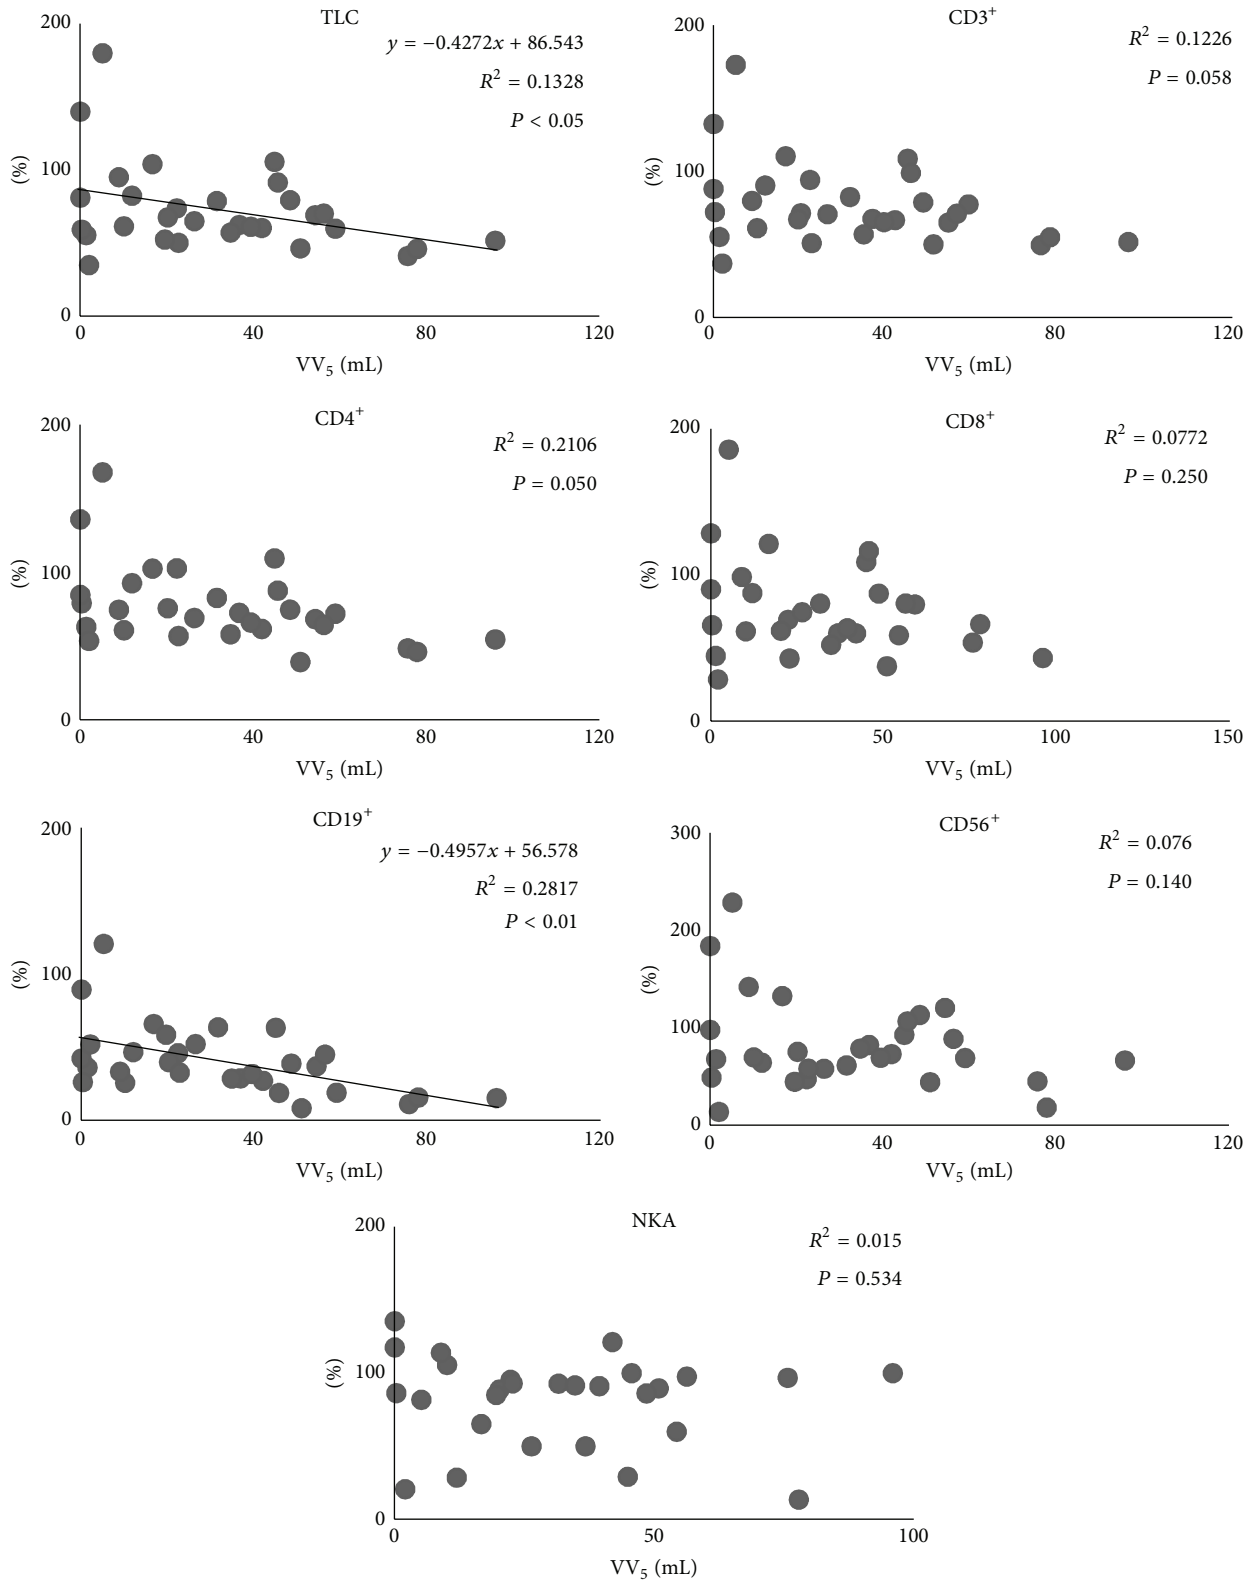 TLC
y = −0.4272x + 86.543
R² = 0.1328
P < 0.05
200
100
0
(%)
0 40 80 120
VV₅ (mL)
CD3⁺
R² = 0.1226
P = 0.058
200
100
0
(%)
0 40 80 120
VV₅ (mL)
CD4⁺
R² = 0.2106
P = 0.050
200
100
0
(%)
0 40 80 120
VV₅ (mL)
CD8⁺
R² = 0.0772
P = 0.250
200
100
0
(%)
0 50 100 150
VV₅ (mL)
CD19⁺
y = −0.4957x + 56.578
R² = 0.2817
P < 0.01
200
100
0
(%)
0 40 80 120
VV₅ (mL)
CD56⁺
R² = 0.076
P = 0.140
300
200
100
0
(%)
0 40 80 120
VV₅ (mL)
NKA
R² = 0.015
P = 0.534
200
100
0
(%)
0 50 100
VV₅ (mL)